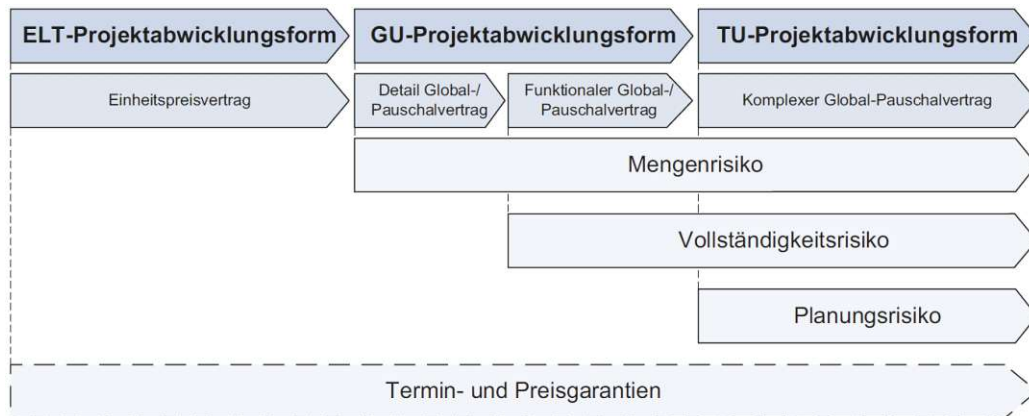 ELT-Projektabwicklungsform
GU-Projektabwicklungsform
TU-Projektabwicklungsform
Einheitspreisvertrag
Detail Global-/
Pauschalvertrag
Funktionaler Global-/
Pauschalvertrag
Komplexer Global-Pauschalvertrag
Mengenrisiko
Vollständigkeitsrisiko
Planungsrisiko
Termin- und Preisgarantien